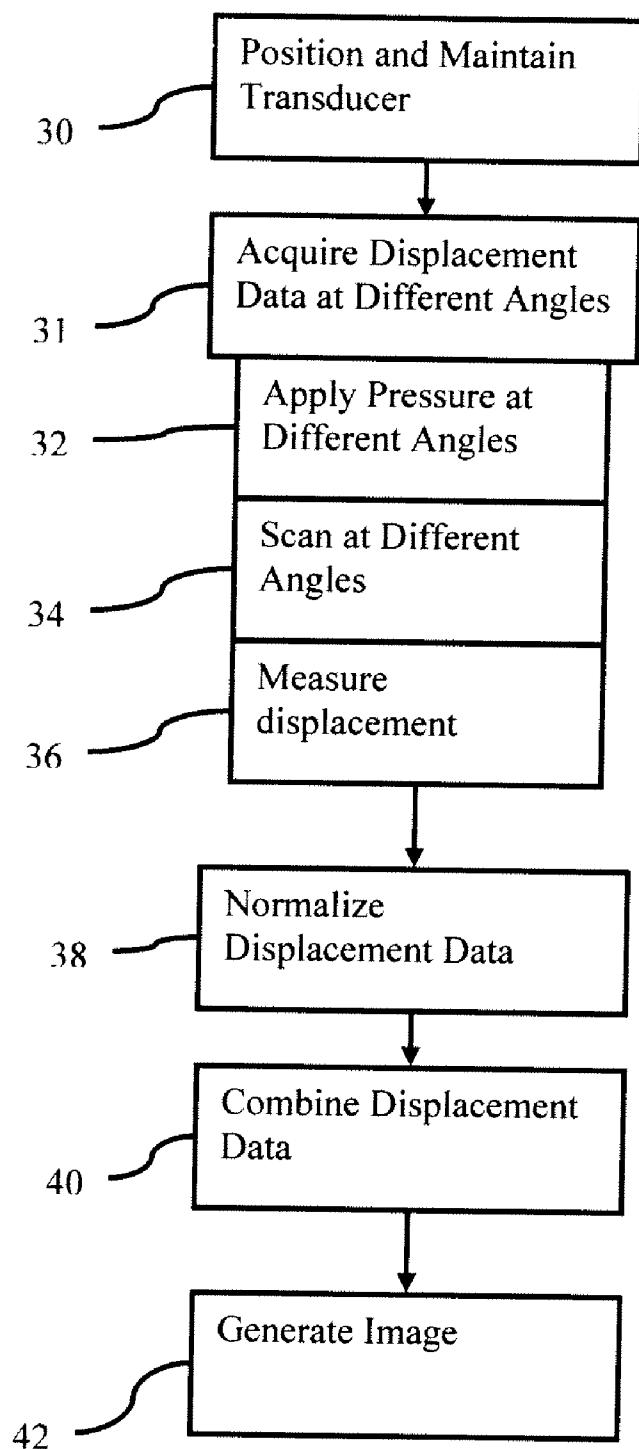 Position and Maintain
Transducer
30
Acquire Displacement
Data at Different Angles
31
Apply Pressure at
Different Angles
32
Scan at Different
Angles
34
Measure
displacement
36
Normalize
Displacement Data
38
Combine Displacement
Data
40
Generate Image
42